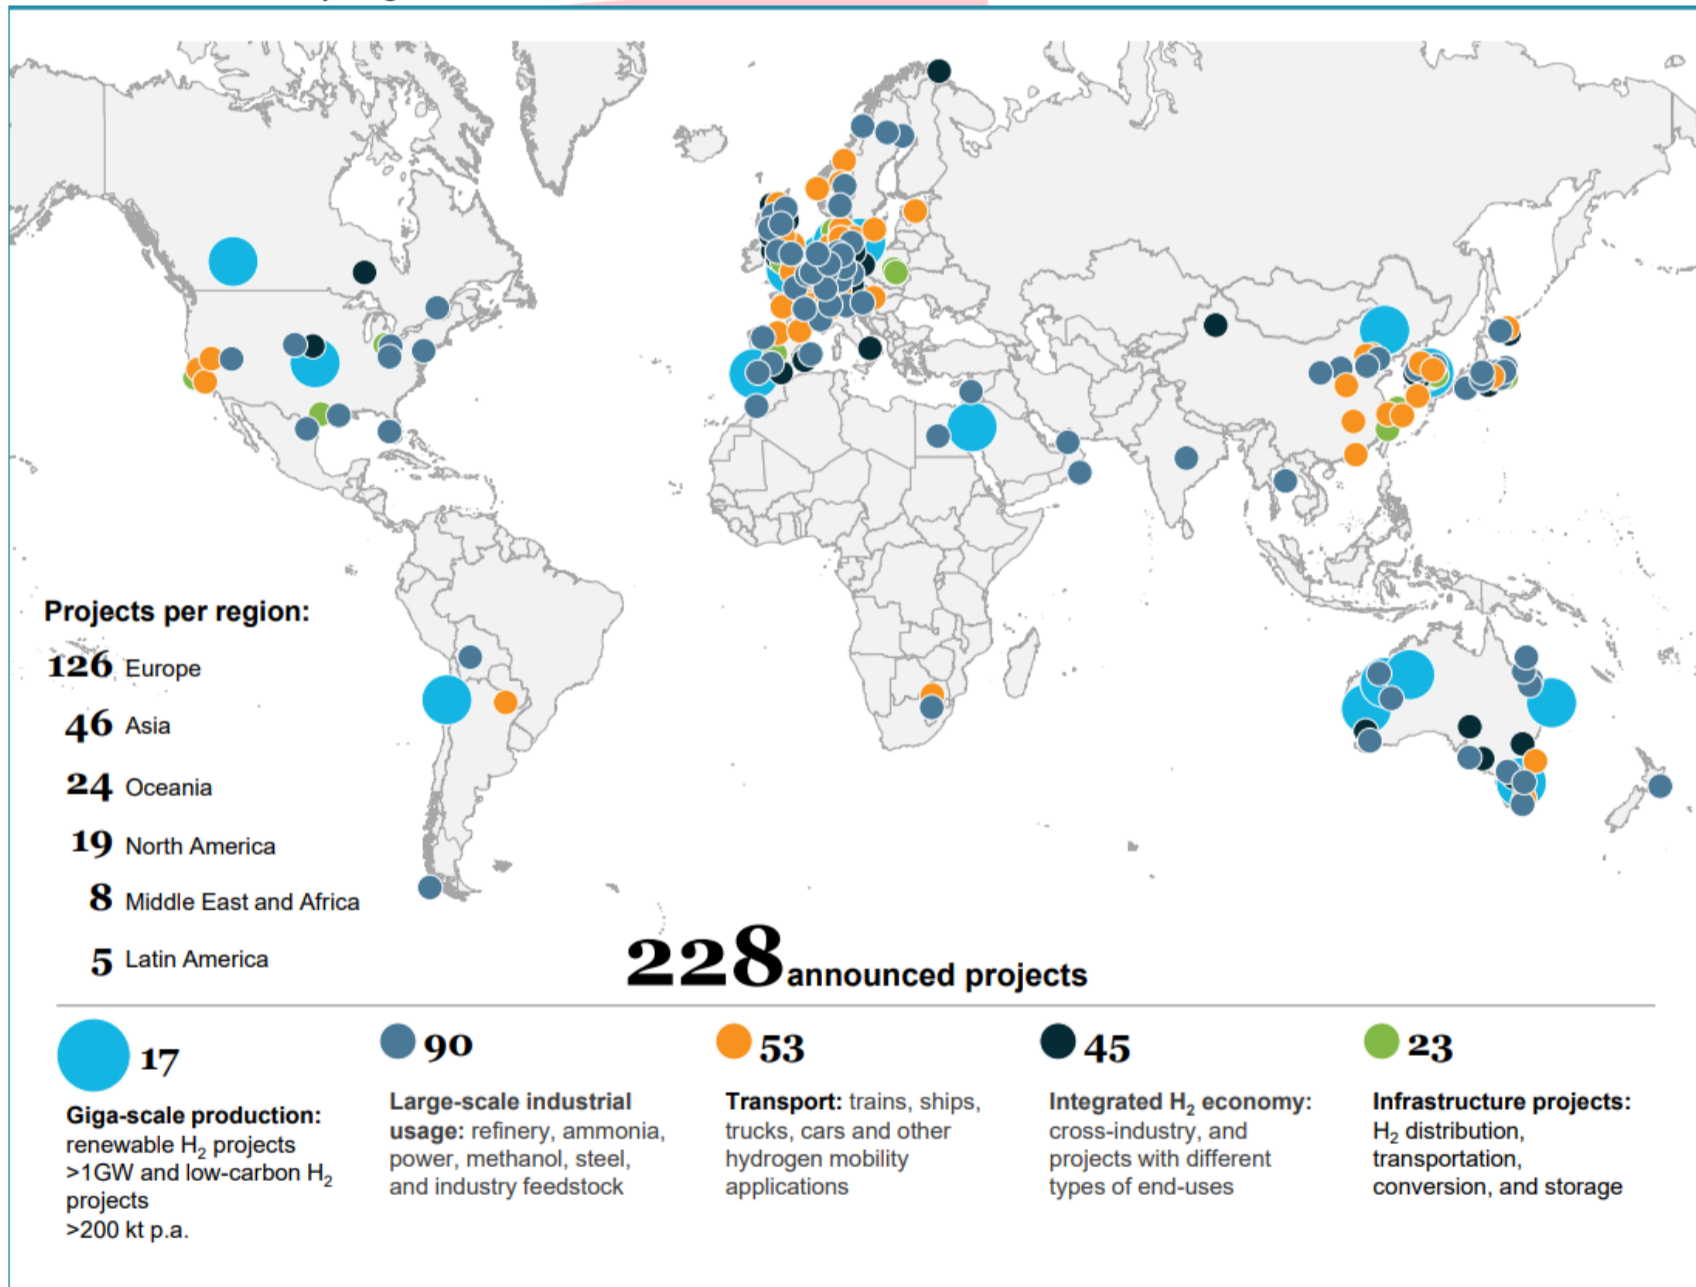 Projects per region:
126 Europe
46 Asia
24 Oceania
19 North America
8 Middle East and Africa
5 Latin America
228 announced projects
17
Giga-scale production:
renewable H₂ projects
>1GW and low-carbon H₂
projects
>200 kt p.a.
90
Large-scale industrial
usage: refinery, ammonia,
power, methanol, steel,
and industry feedstock
53
Transport: trains, ships,
trucks, cars and other
hydrogen mobility
applications
45
Integrated H₂ economy:
cross-industry, and
projects with different
types of end-uses
23
Infrastructure projects:
H₂ distribution,
transportation,
conversion, and storage